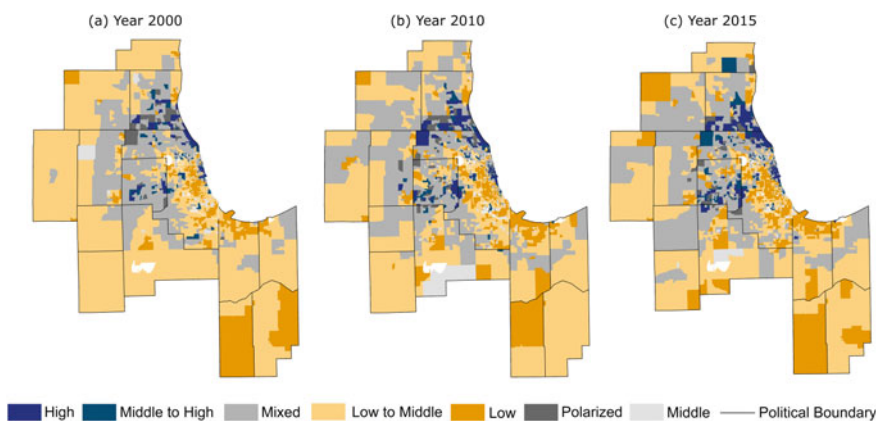 (a) Year 2000 (b) Year 2010 (c) Year 2015
High Middle to High Mixed Low to Middle Low Polarized Middle Political Boundary